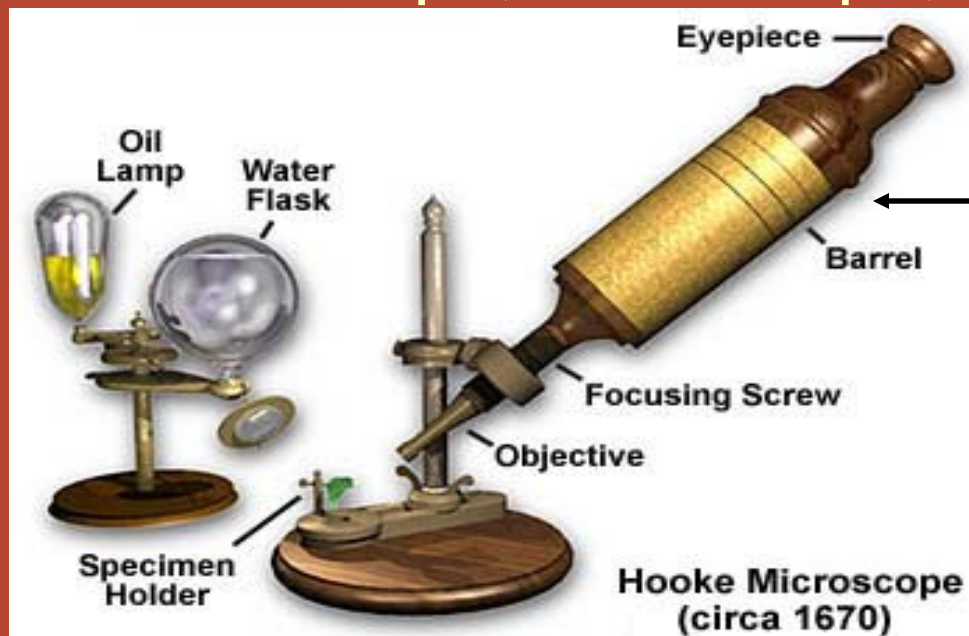 Eyepiece
Oil
Lamp
Water
Flask
Barrel
Focusing Screw
Objective
Specimen
Holder
Hooke Microscope
(circa 1670)